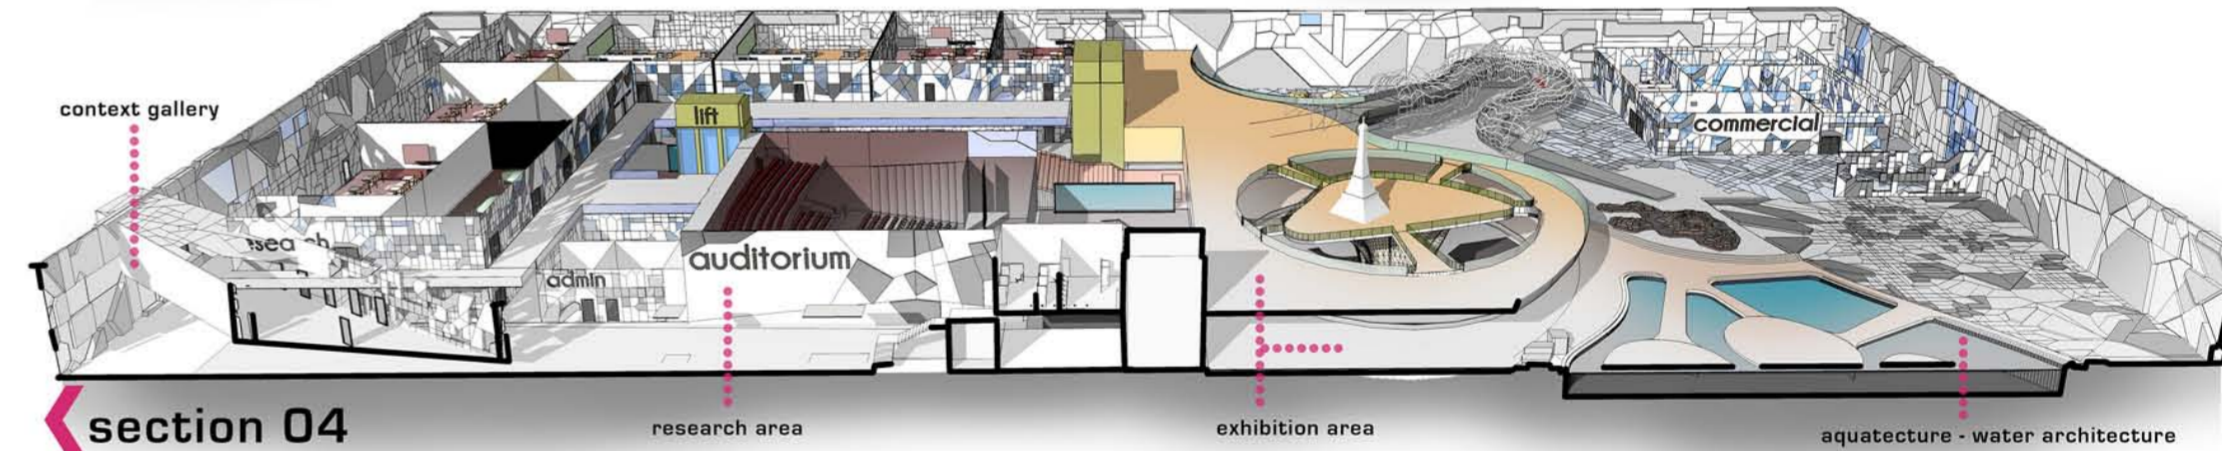 context gallery
lift
commercial
admin
auditorium
section 04
research area
exhibition area
aquatecture - water architecture